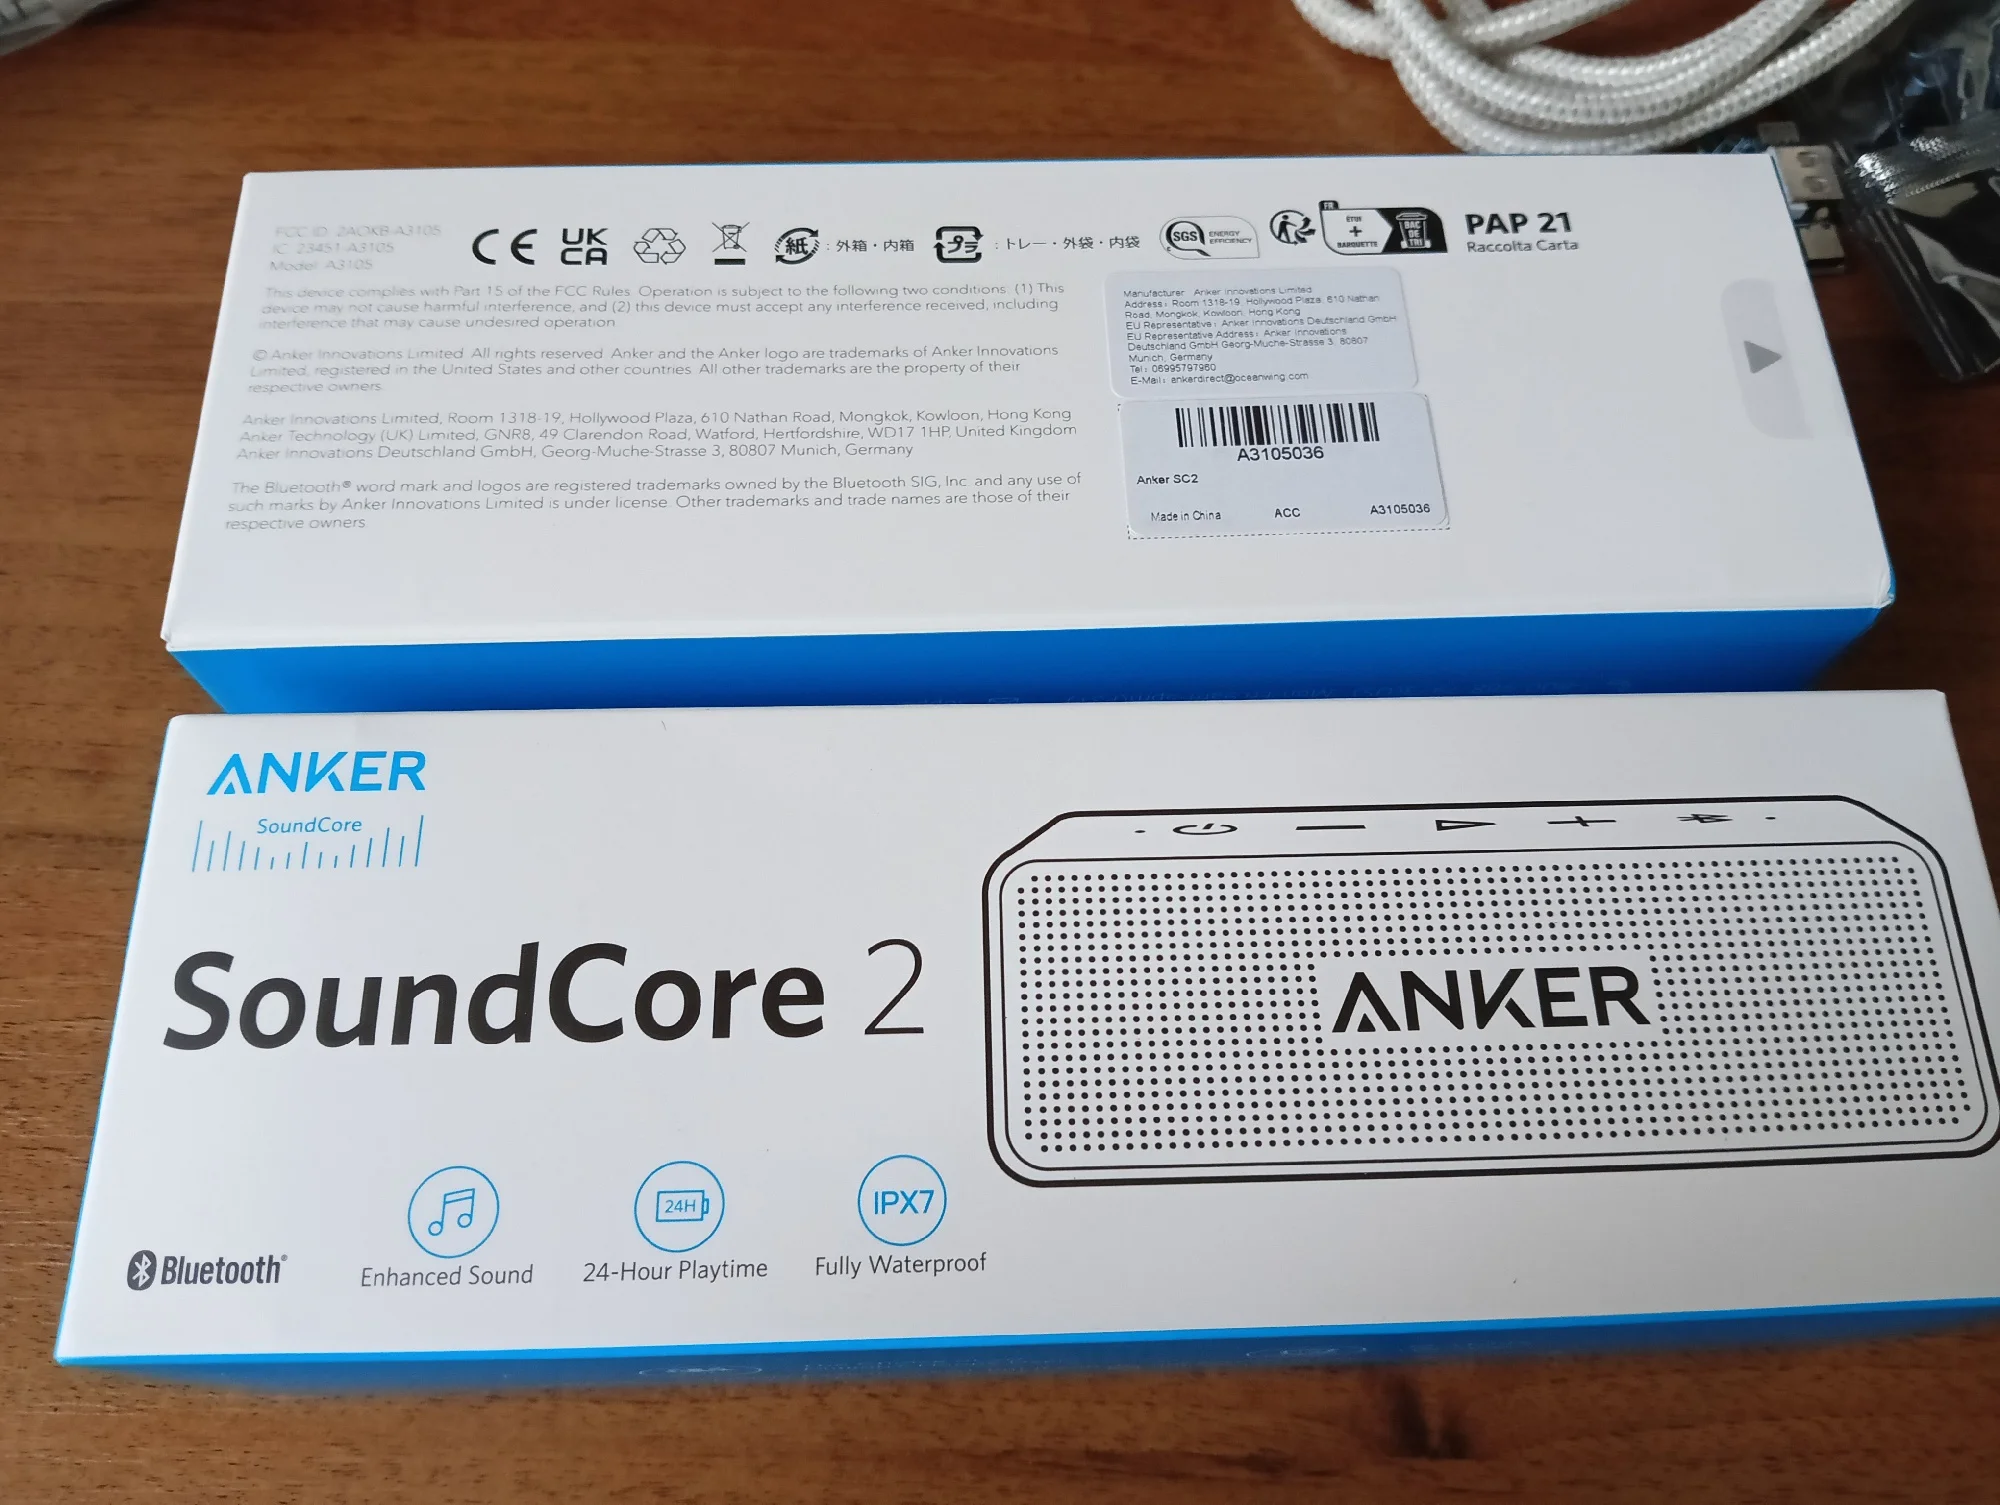 FCC ID: 2AOKB-A3105
IC: 23451-A3105
Model: A3105
CE
UK
CA
紙
: 外箱・内箱
プラ
: トレー・外袋・内袋
SGS
ENERGY
EFFICIENCY
FR
ÉTUI
+
BARQUETTE
BAC
DE
TRI
PAP 21
Raccolta Carta
This device complies with Part 15 of the FCC Rules. Operation is subject to the following two conditions: (1) This
device may not cause harmful interference, and (2) this device must accept any interference received, including
interference that may cause undesired operation.
© Anker Innovations Limited. All rights reserved. Anker and the Anker logo are trademarks of Anker Innovations
Limited, registered in the United States and other countries. All other trademarks are the property of their
respective owners.
Anker Innovations Limited, Room 1318-19, Hollywood Plaza, 610 Nathan Road, Mongkok, Kowloon, Hong Kong
Anker Technology (UK) Limited, GNR8, 49 Clarendon Road, Watford, Hertfordshire, WD17 1HP, United Kingdom
Anker Innovations Deutschland GmbH, Georg-Muche-Strasse 3, 80807 Munich, Germany
The Bluetooth® word mark and logos are registered trademarks owned by the Bluetooth SIG, Inc. and any use of
such marks by Anker Innovations Limited is under license. Other trademarks and trade names are those of their
respective owners.
Manufacturer: Anker Innovations Limited
Address: Room 1318-19, Hollywood Plaza, 610 Nathan
Road, Mongkok, Kowloon, Hong Kong
EU Representative: Anker Innovations Deutschland GmbH
EU Representative Address: Anker Innovations
Deutschland GmbH Georg-Muche-Strasse 3, 80807
Munich, Germany
Tel: 06995797960
E-Mail: ankerdirect@oceanwing.com
A3105036
Anker SC2
Made in China ACC A3105036
ANKER
SoundCore
SoundCore 2
ANKER
Bluetooth®
Enhanced Sound
24H
24-Hour Playtime
IPX7
Fully Waterproof